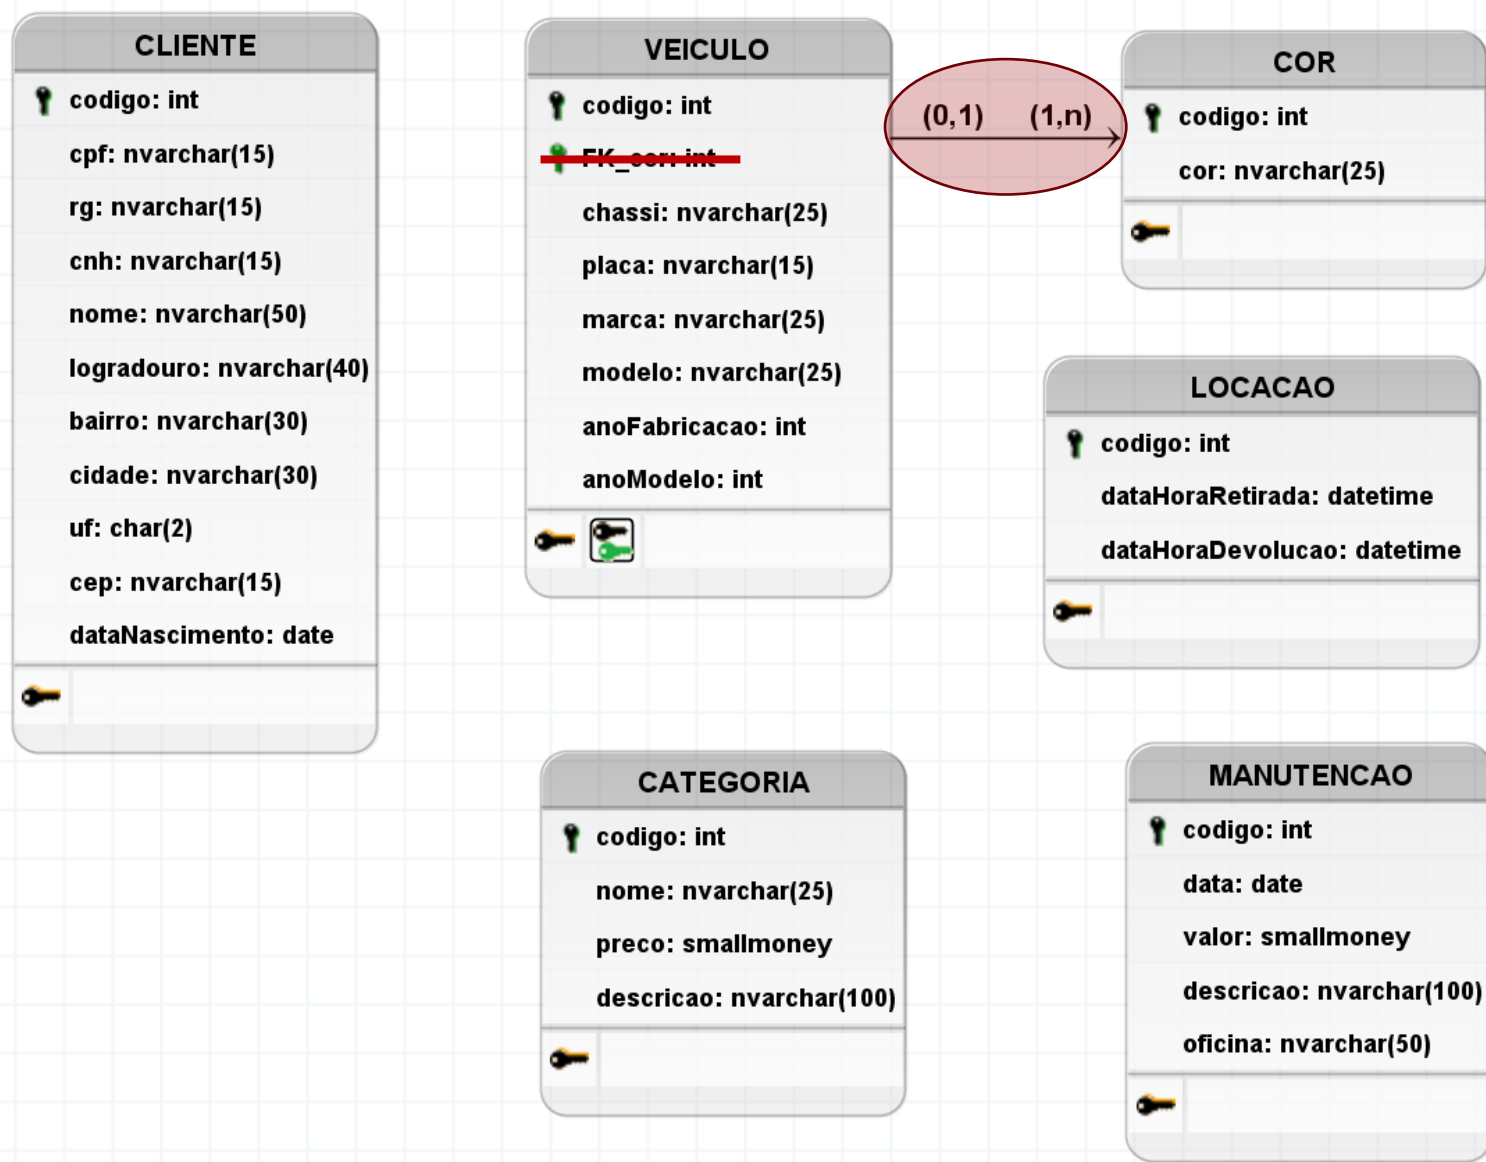 CLIENTE
codigo: int
cpf: nvarchar(15)
rg: nvarchar(15)
cnh: nvarchar(15)
nome: nvarchar(50)
logradouro: nvarchar(40)
bairro: nvarchar(30)
cidade: nvarchar(30)
uf: char(2)
cep: nvarchar(15)
dataNascimento: date
VEICULO
codigo: int
FK_cor: int
chassi: nvarchar(25)
placa: nvarchar(15)
marca: nvarchar(25)
modelo: nvarchar(25)
anoFabricacao: int
anoModelo: int
(0,1) (1,n)
COR
codigo: int
cor: nvarchar(25)
LOCACAO
codigo: int
dataHoraRetirada: datetime
dataHoraDevolucao: datetime
CATEGORIA
codigo: int
nome: nvarchar(25)
preco: smallmoney
descricao: nvarchar(100)
MANUTENCAO
codigo: int
data: date
valor: smallmoney
descricao: nvarchar(100)
oficina: nvarchar(50)